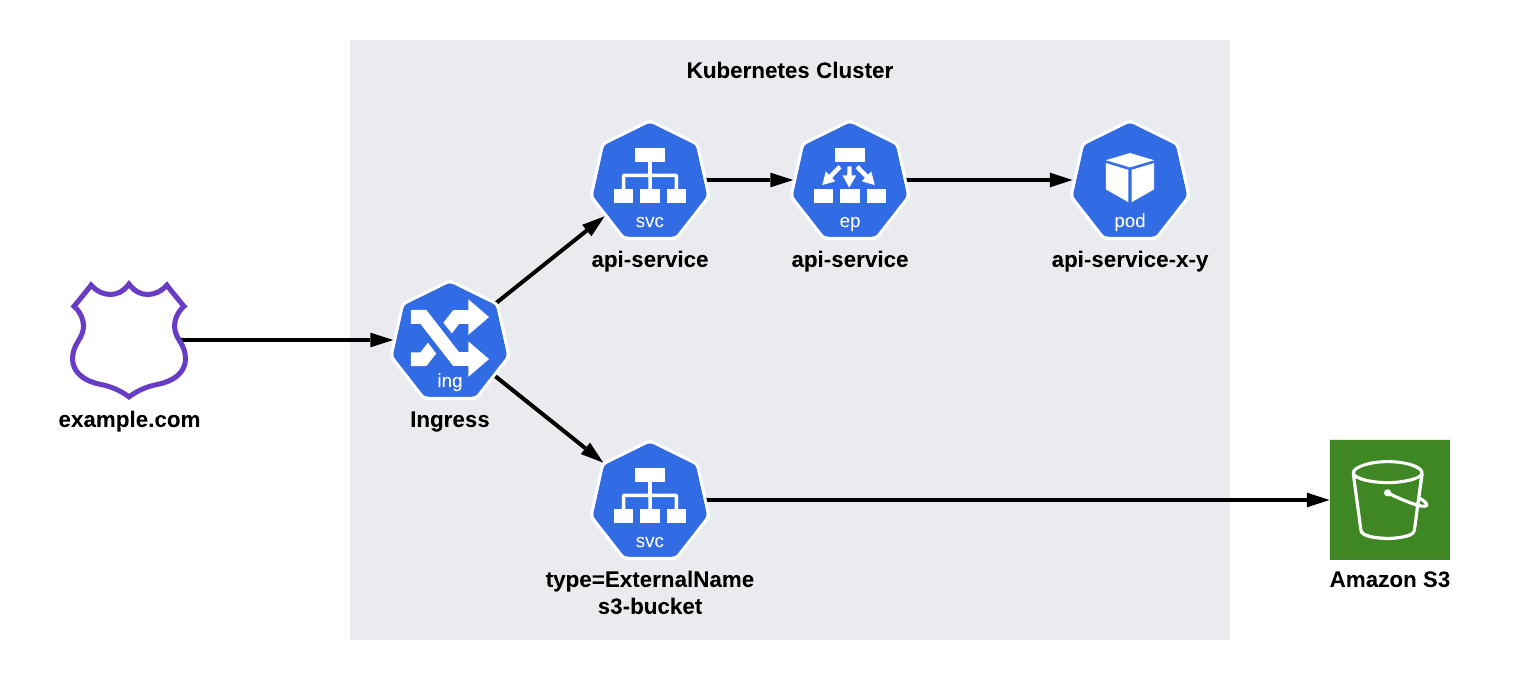 Kubernetes Cluster
svc
api-service
ep
api-service
pod
api-service-x-y
example.com
ing
Ingress
svc
type=ExternalName
s3-bucket
Amazon S3